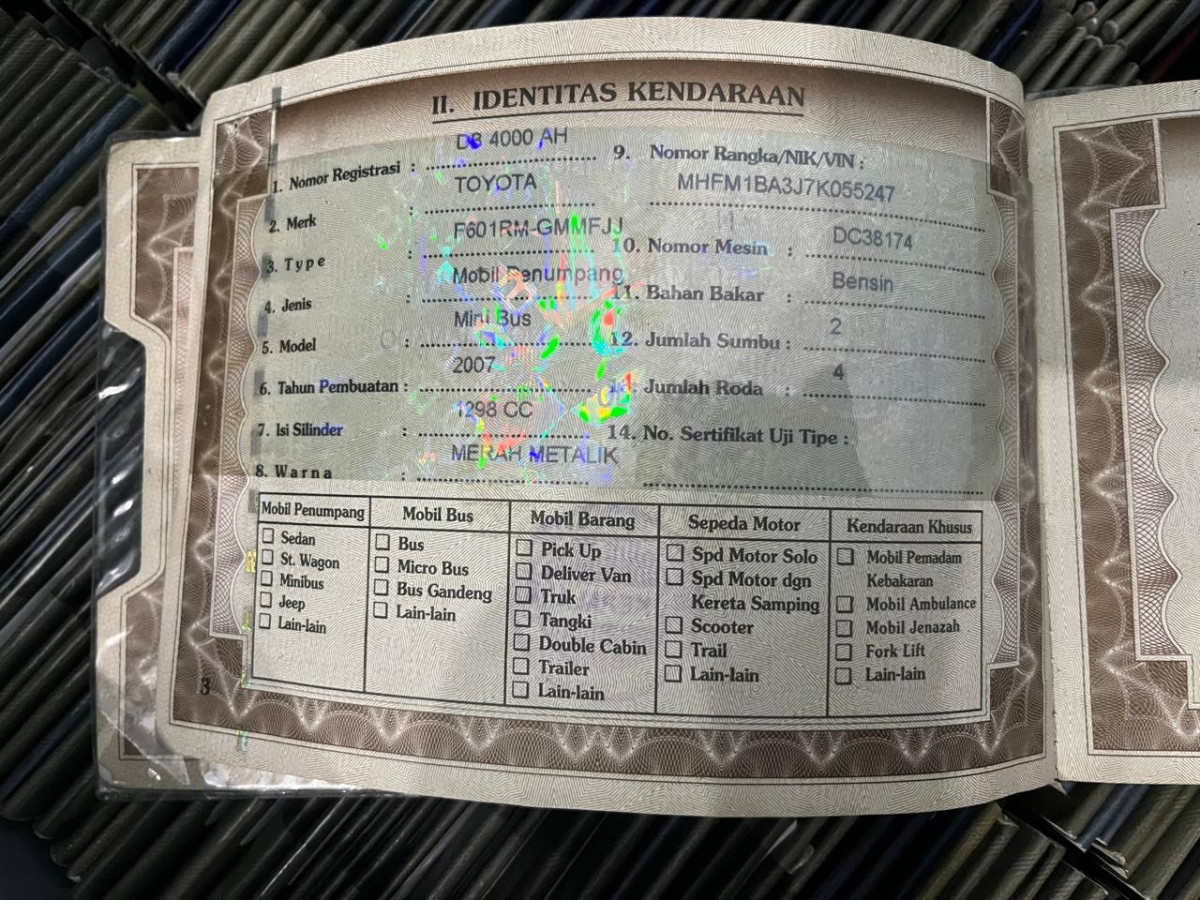 II. IDENTITAS KENDARAAN
1. Nomor Registrasi : DB 4000 AH
2. Merk : TOYOTA
3. Type : F601RM-GMMFJJ
4. Jenis : Mobil Penumpang
5. Model : Mini Bus
6. Tahun Pembuatan : 2007
7. Isi Silinder : 1298 CC
8. Warna : MERAH METALIK
9. Nomor Rangka/NIK/VIN :
MHFM1BA3J7K055247
10. Nomor Mesin : DC38174
11. Bahan Bakar : Bensin
12. Jumlah Sumbu : 2
Jumlah Roda : 4
14. No. Sertifikat Uji Tipe :
Mobil Penumpang
Sedan
St. Wagon
Minibus
Jeep
Lain-lain
Mobil Bus
Bus
Micro Bus
Bus Gandeng
Lain-lain
Mobil Barang
Pick Up
Deliver Van
Truk
Tangki
Double Cabin
Trailer
Lain-lain
Sepeda Motor
Spd Motor Solo
Spd Motor dgn
Kereta Samping
Scooter
Trail
Lain-lain
Kendaraan Khusus
Mobil Pemadam
Kebakaran
Mobil Ambulance
Mobil Jenazah
Fork Lift
Lain-lain
3